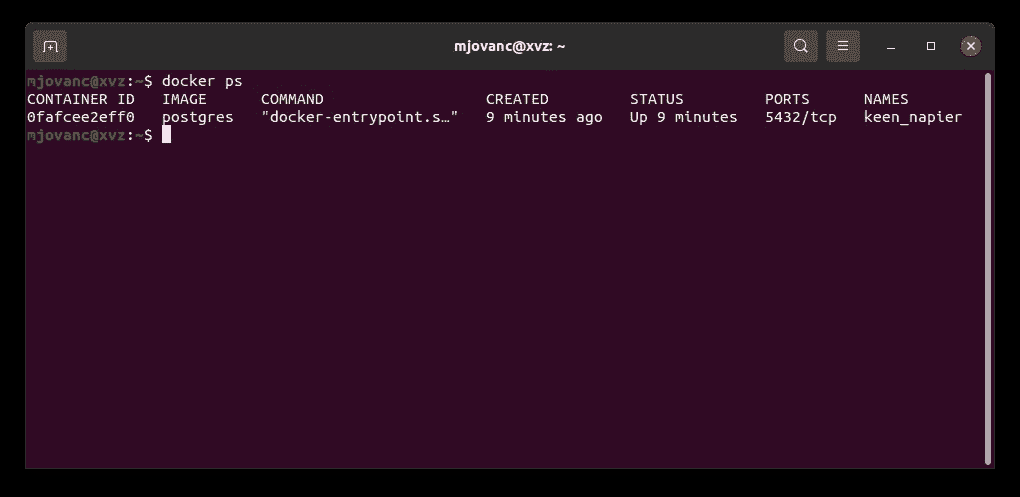 mjovanc@xvz: ~
mjovanc@xvz:~$ docker ps
CONTAINER ID   IMAGE      COMMAND                  CREATED         STATUS         PORTS      NAMES
0fafcee2eff0   postgres   "docker-entrypoint.s…"   9 minutes ago   Up 9 minutes   5432/tcp   keen_napier
mjovanc@xvz:~$